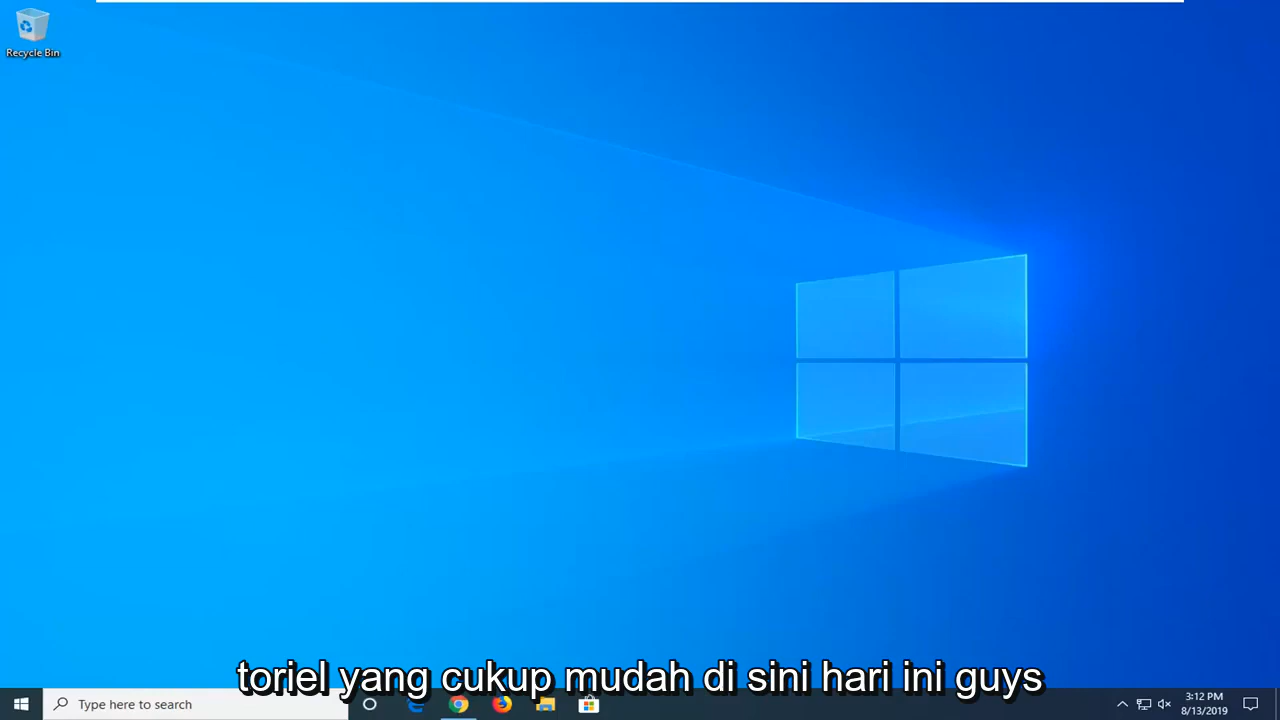 Recycle Bin
toriel yang cukup mudah di sini hari ini guys
Type here to search
3:12 PM
8/13/2019